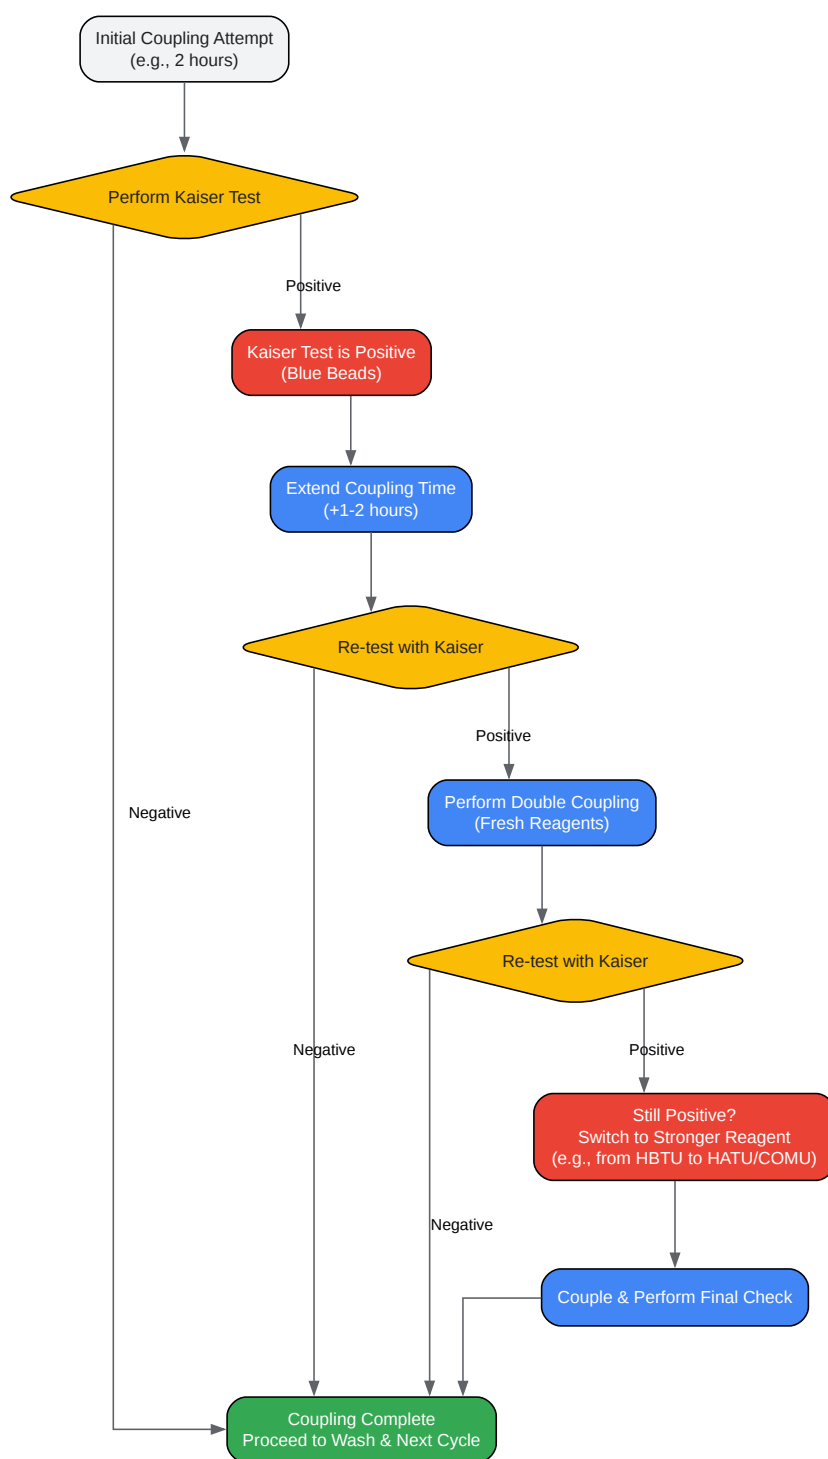 Initial Coupling Attempt
(e.g., 2 hours)
Perform Kaiser Test
Positive
Kaiser Test is Positive
(Blue Beads)
Extend Coupling Time
(+1-2 hours)
Re-test with Kaiser
Positive
Perform Double Coupling
(Fresh Reagents)
Negative
Re-test with Kaiser
Negative
Positive
Still Positive?
Switch to Stronger Reagent
(e.g., from HBTU to HATU/COMU)
Negative
Couple & Perform Final Check
Coupling Complete
Proceed to Wash & Next Cycle